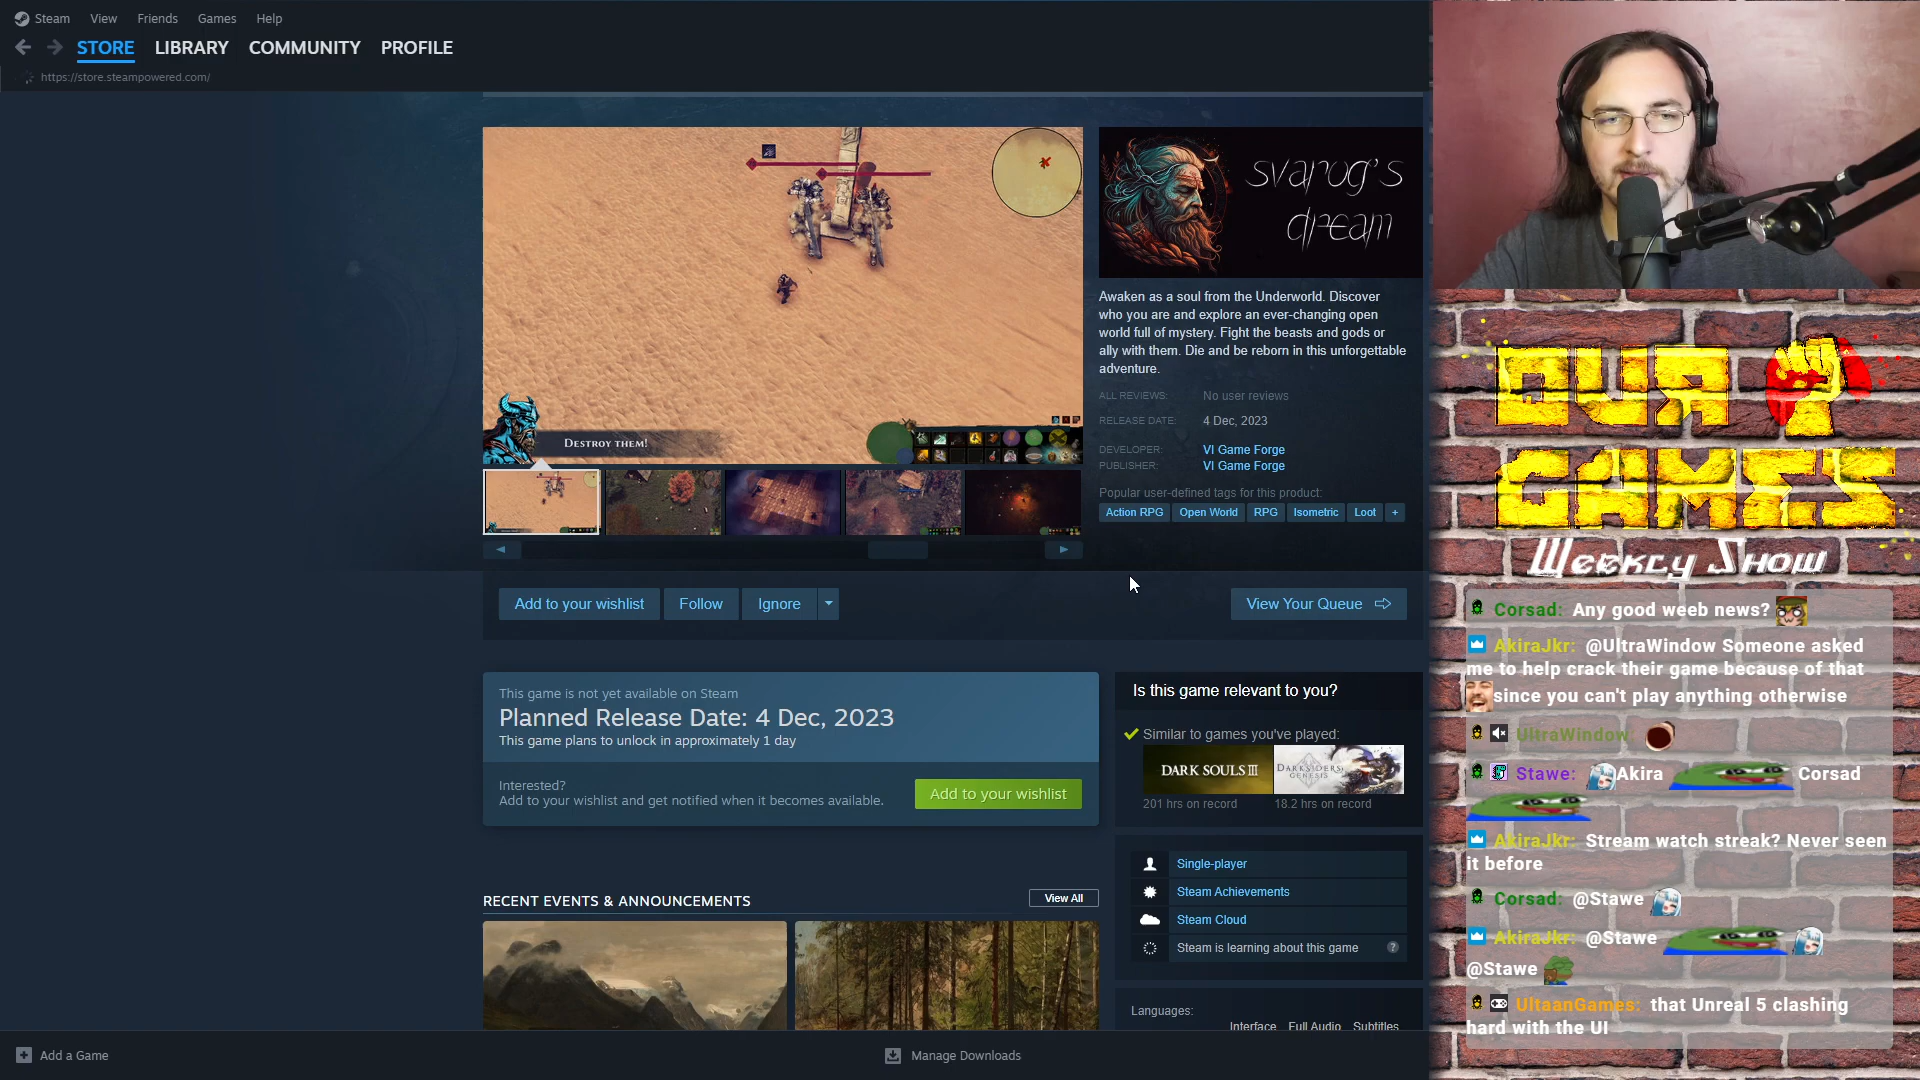 Steam View Friends Games Help
STORE LIBRARY COMMUNITY PROFILE
https://store.steampowered.com/
DESTROY THEM!
svarog's
dream
Awaken as a soul from the Underworld. Discover
who you are and explore an ever-changing open
world full of mystery. Fight the beasts and gods or
ally with them. Die and be reborn in this unforgettable
adventure.
ALL REVIEWS: No user reviews
RELEASE DATE: 4 Dec, 2023
DEVELOPER: VI Game Forge
PUBLISHER: VI Game Forge
Popular user-defined tags for this product:
Action RPG Open World RPG Isometric Loot +
Add to your wishlist Follow Ignore View Your Queue
This game is not yet available on Steam
Planned Release Date: 4 Dec, 2023
This game plans to unlock in approximately 1 day
Interested?
Add to your wishlist and get notified when it becomes available.
Add to your wishlist
RECENT EVENTS & ANNOUNCEMENTS View All
Is this game relevant to you?
Similar to games you've played:
DARK SOULS III DARKSIDERS GENESIS
201 hrs on record 18.2 hrs on record
Single-player
Steam Achievements
Steam Cloud
Steam is learning about this game ?
Languages:
Interface Full Audio Subtitles
Add a Game Manage Downloads
OUR
GAMES
Weekly Show
Corsad: Any good weeb news?
AkiraJkr: @UltraWindow Someone asked
me to help crack their game because of that
since you can't play anything otherwise
UltraWindow:
Stawe: Akira Corsad
AkiraJkr: Stream watch streak? Never seen
it before
Corsad: @Stawe
AkiraJkr: @Stawe
@Stawe
UltaanGames: that Unreal 5 clashing
hard with the UI